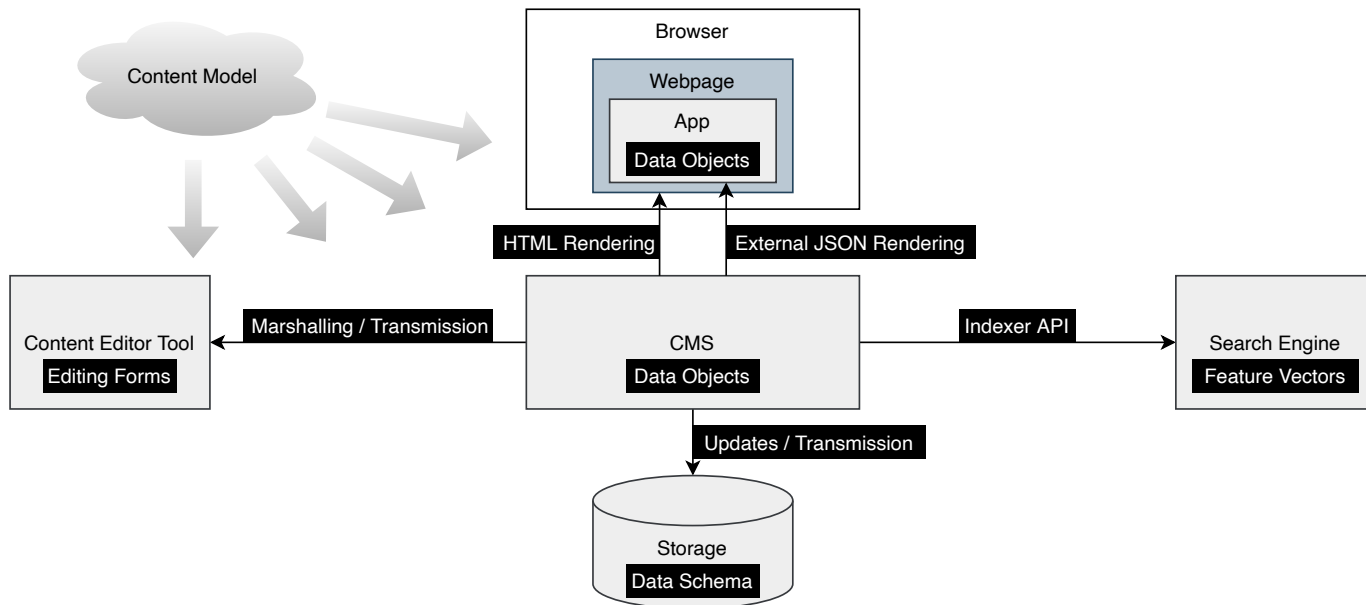 Browser
Content Model
Webpage
App
Data Objects
HTML Rendering
External JSON Rendering
Marshalling / Transmission
Indexer API
Content Editor Tool
Editing Forms
CMS
Data Objects
Search Engine
Feature Vectors
Updates / Transmission
Storage
Data Schema